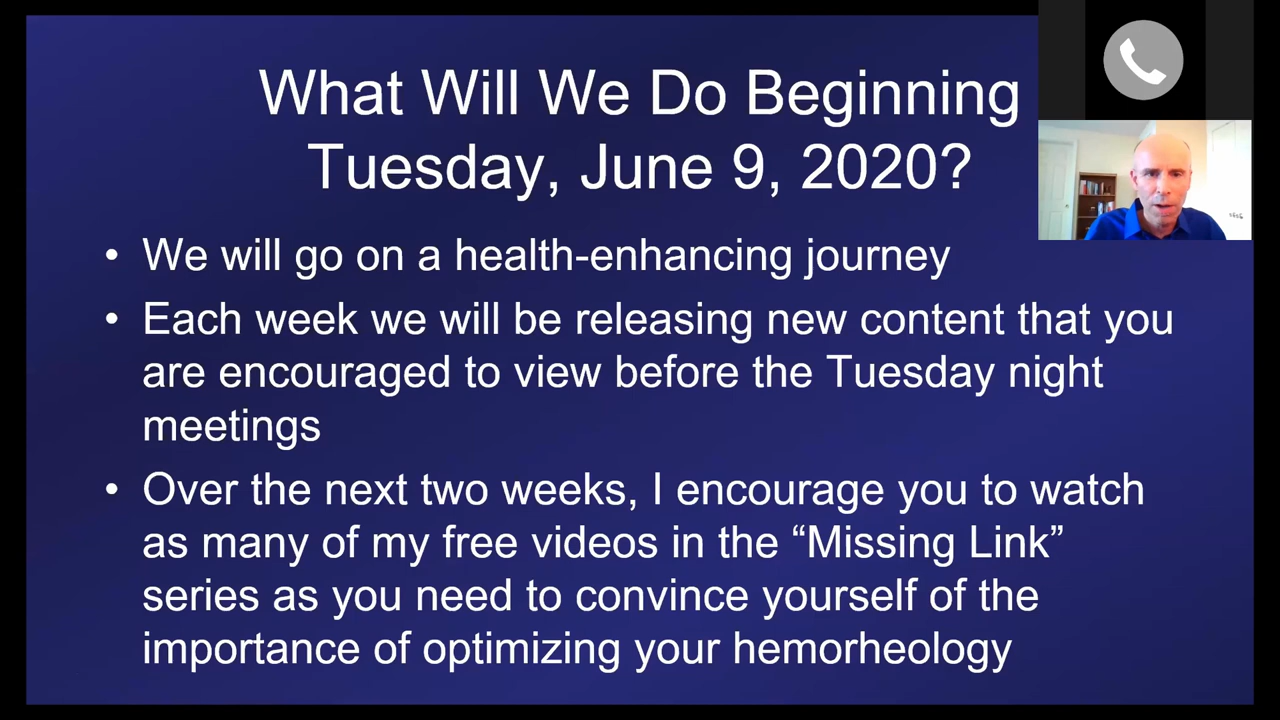 What Will We Do Beginning
Tuesday, June 9, 2020?
• We will go on a health-enhancing journey
• Each week we will be releasing new content that you
are encouraged to view before the Tuesday night
meetings
• Over the next two weeks, I encourage you to watch
as many of my free videos in the “Missing Link”
series as you need to convince yourself of the
importance of optimizing your hemorheology